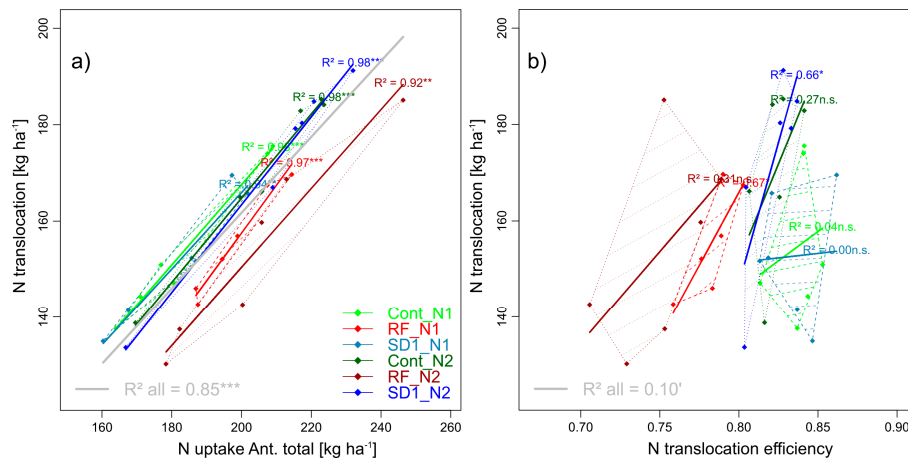 a)
N translocation [kg ha⁻¹]
200
180
160
140
R² = 0.98***
R² = 0.98***
R² = 0.92**
R² = 0.97***
Cont_N1
RF_N1
SD1_N1
Cont_N2
RF_N2
SD1_N2
R² all = 0.85***
160
180
200
220
240
260
N uptake Ant. total [kg ha⁻¹]
b)
N translocation [kg ha⁻¹]
200
180
160
140
R² = 0.66*
R² = 0.27n.s.
R² = 0.31n.s.
R² = 0.04n.s.
R² = 0.00n.s.
R² all = 0.10'
0.70
0.75
0.80
0.85
0.90
N translocation efficiency